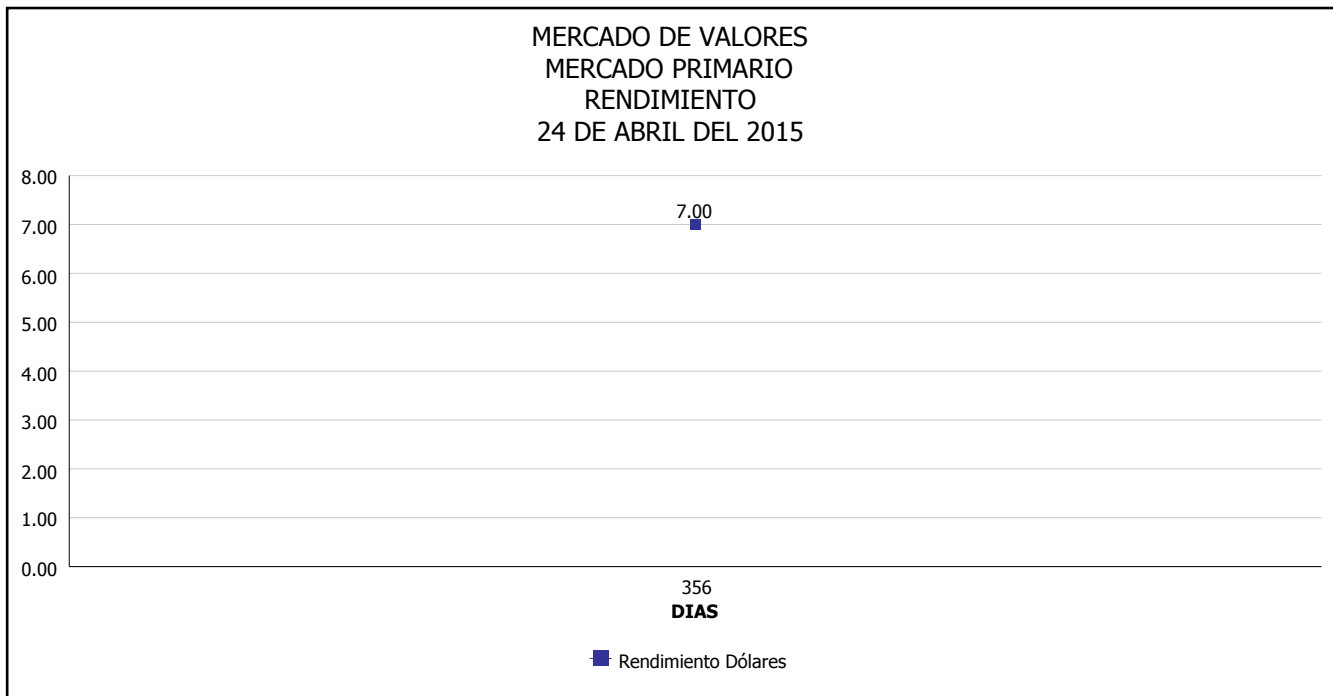 MERCADO DE VALORES
MERCADO PRIMARIO
RENDIMIENTO
24 DE ABRIL DEL 2015
8.00
7.00
7.00
6.00
5.00
4.00
3.00
2.00
1.00
0.00
356
DIAS
Rendimiento Dólares